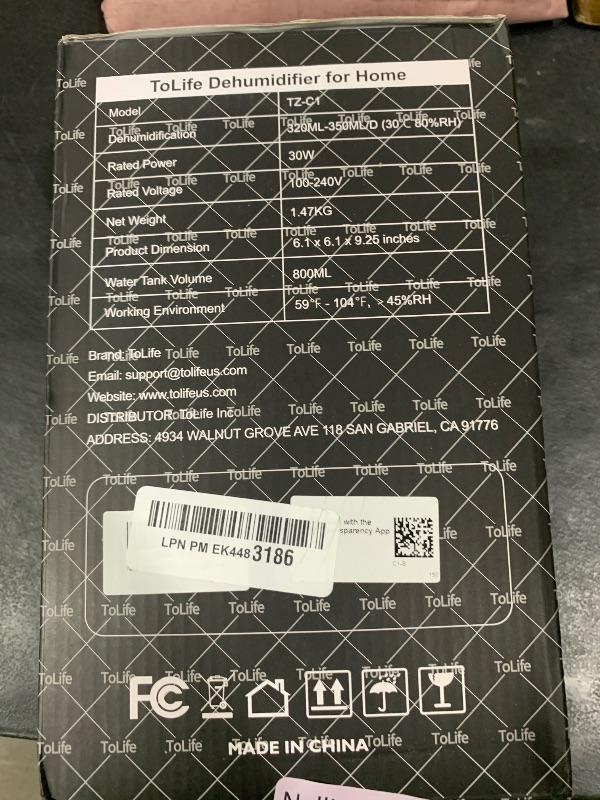 ToLife Dehumidifier for Home
Model TZ-C1
Dehumidification 320ML-350ML/D (30°C 80%RH)
Rated Power 30W
Rated Voltage 100-240V
Net Weight 1.47KG
Product Dimension 6.1 x 6.1 x 9.25 inches
Water Tank Volume 800ML
Working Environment 59°F - 104°F, > 45%RH
Brand: ToLife
Email: support@tolifeus.com
Website: www.tolifeus.com
DISTRIBUTOR: ToLife Inc
ADDRESS: 4934 WALNUT GROVE AVE 118 SAN GABRIEL, CA 91776
with the
sparency App
C1-B
150
LPN PM EK448 3186
FC
MADE IN CHINA